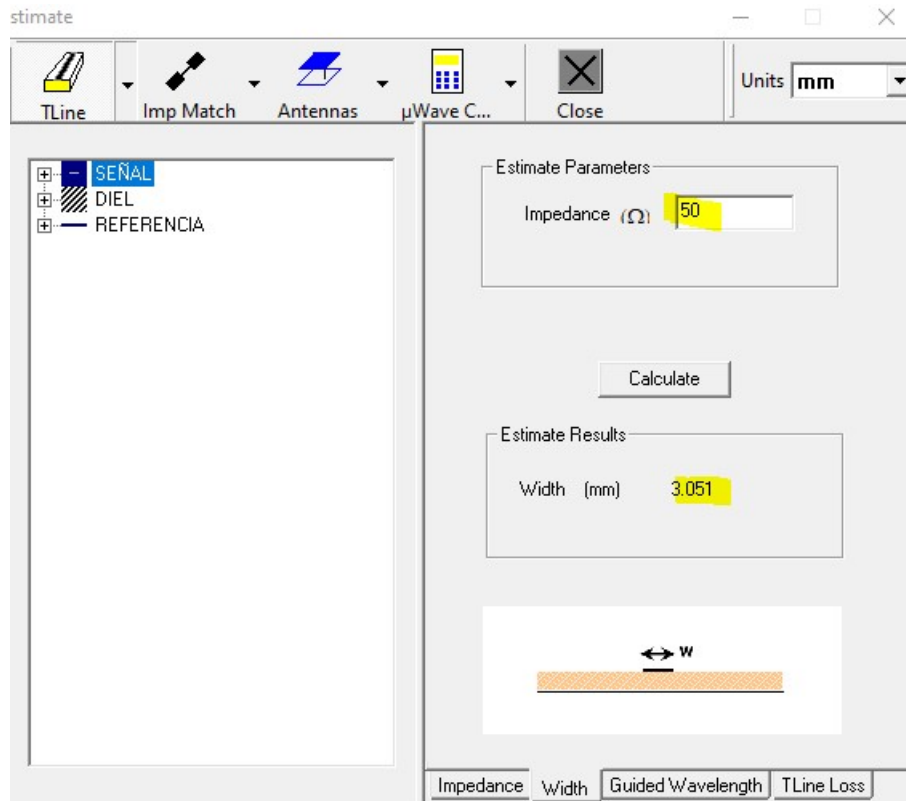 stimate
TLine
Imp Match
Antennas
µWave C...
Close
Units mm
SEÑAL
DIEL
REFERENCIA
Estimate Parameters
Impedance (Ω) 50
Calculate
Estimate Results
Width (mm) 3.051
W
Impedance Width Guided Wavelength TLine Loss